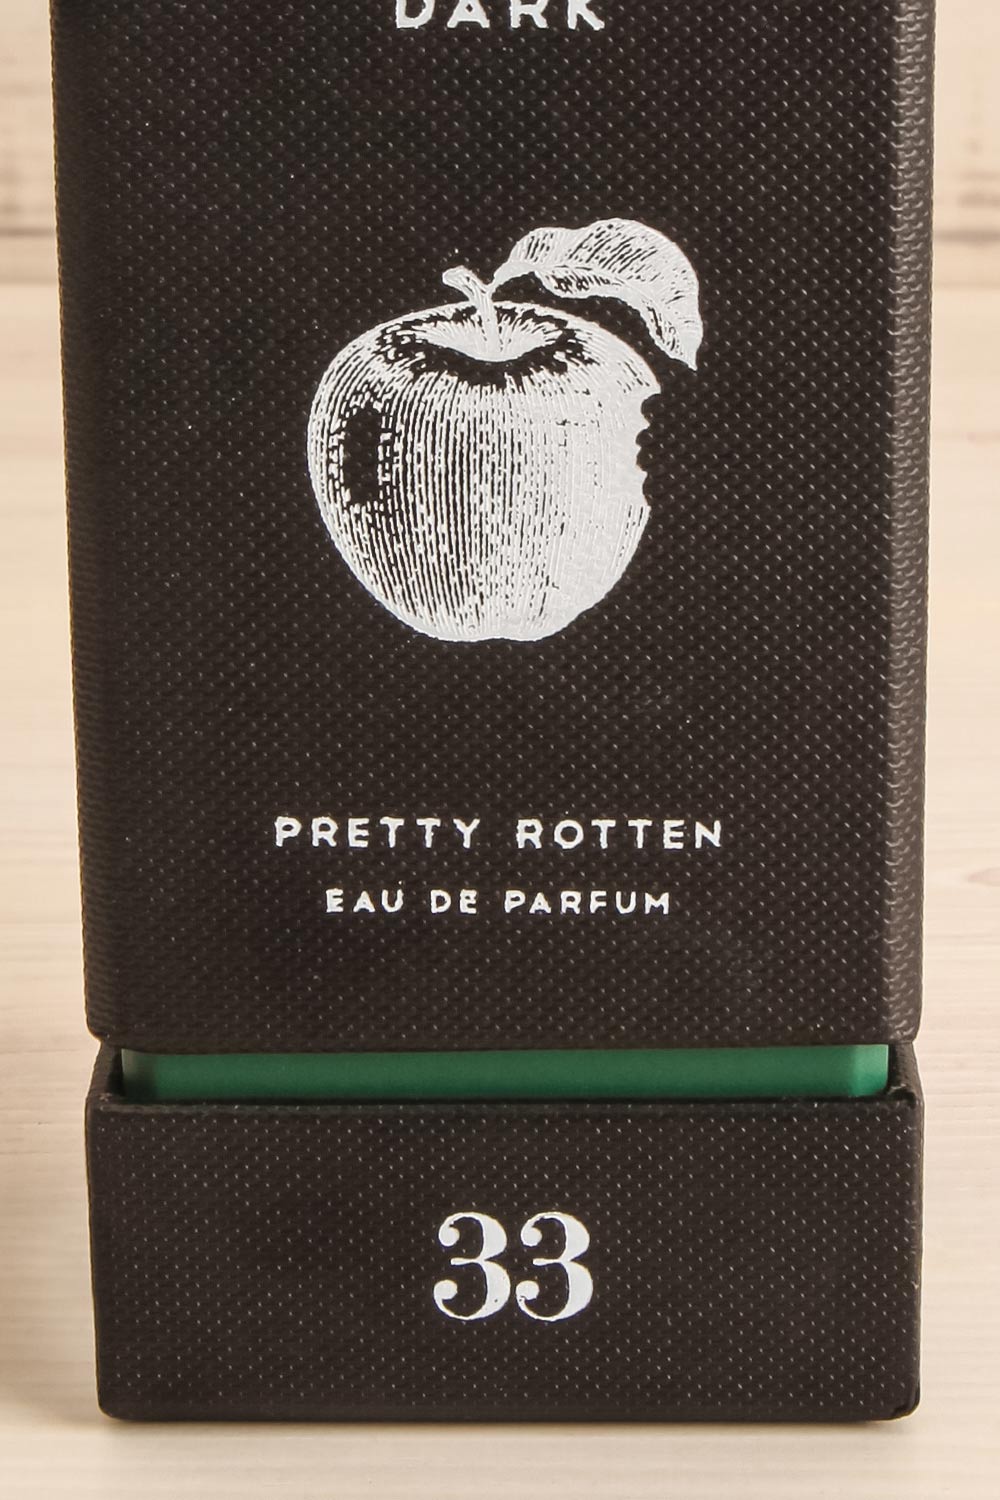 DARK
PRETTY ROTTEN
EAU DE PARFUM
33